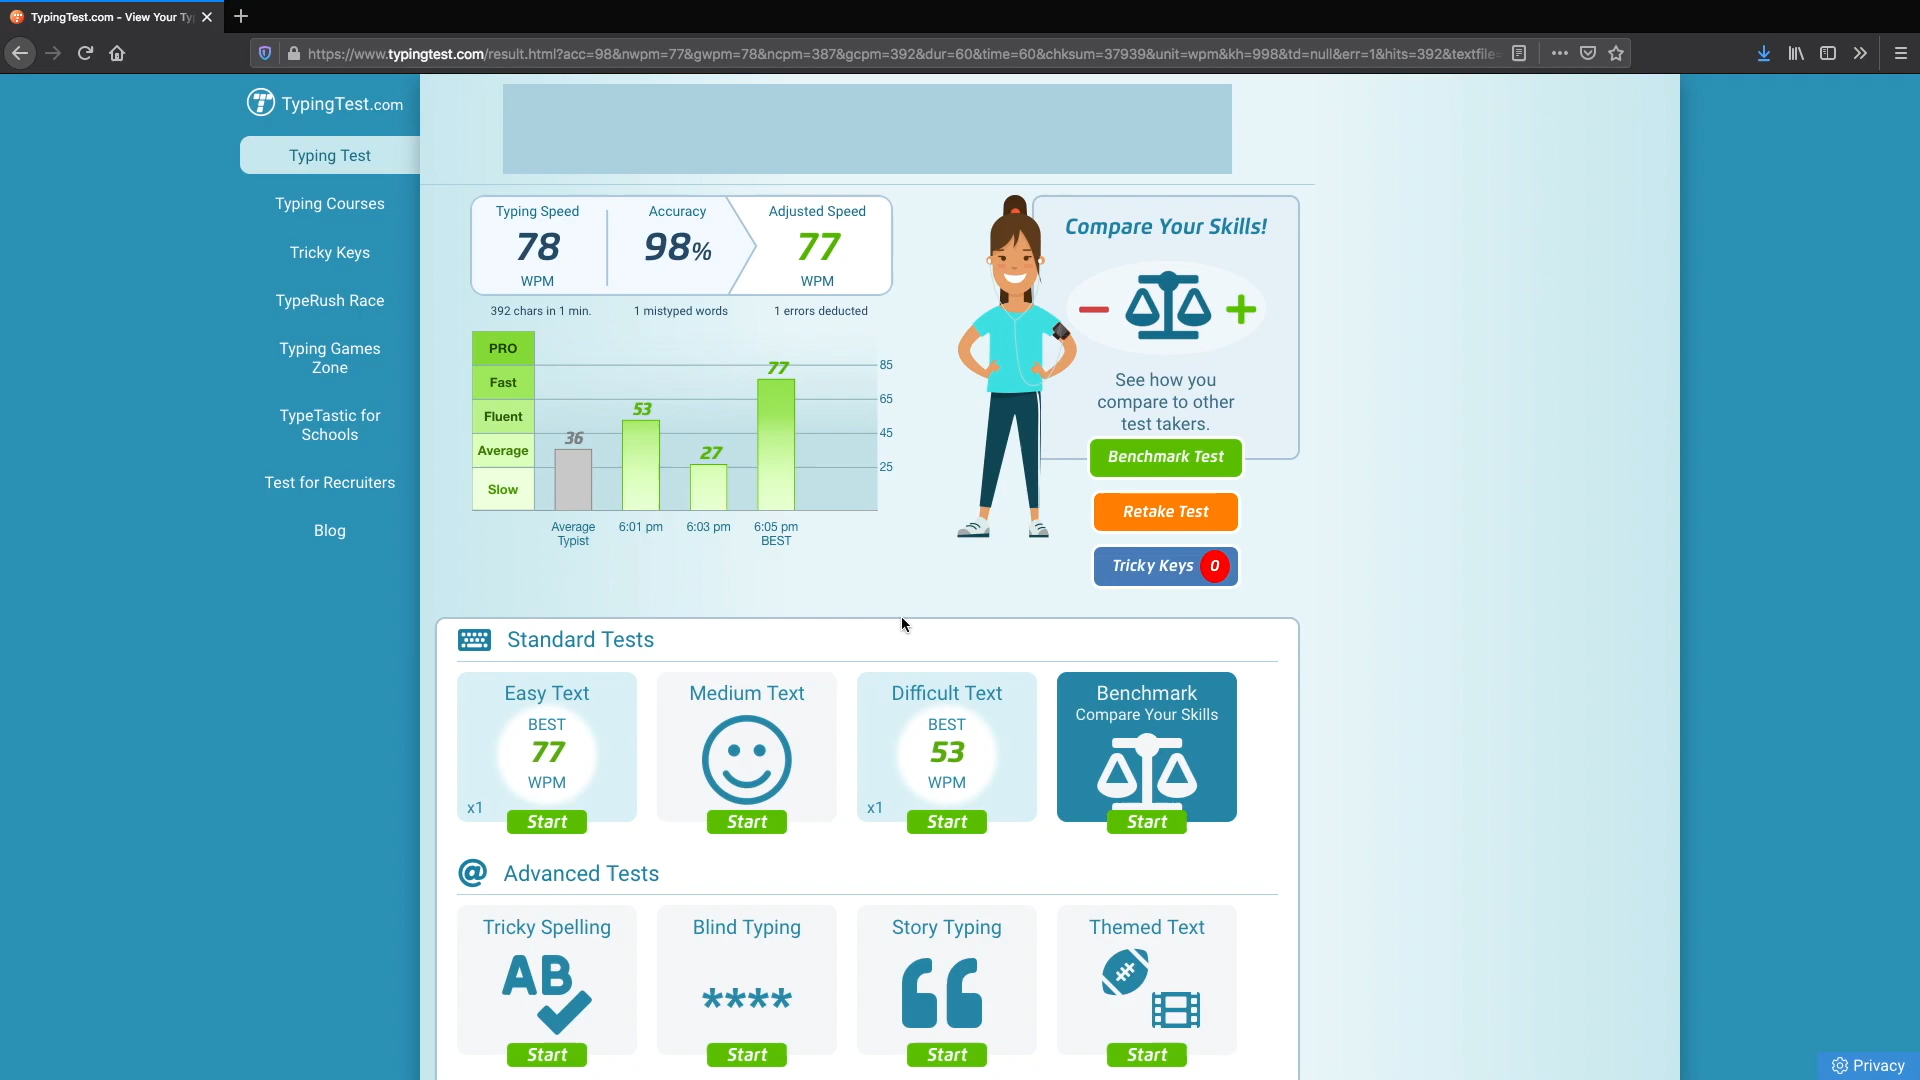 TypingTest.com - View Your Ty
https://www.typingtest.com/result.html?acc=98&nwpm=77&gwpm=78&ncpm=387&gcpm=392&dur=60&time=60&chksum=37939&unit=wpm&kh=998&td=null&err=1&hits=392&textfile=
TypingTest.com
Typing Test
Typing Courses
Tricky Keys
TypeRush Race
Typing Games
Zone
TypeTastic for
Schools
Test for Recruiters
Blog
Typing Speed
78
WPM
Accuracy
98%
Adjusted Speed
77
WPM
392 chars in 1 min.
1 mistyped words
1 errors deducted
PRO
Fast
Fluent
Average
Slow
36
53
27
77
85
65
45
25
Average
Typist
6:01 pm
6:03 pm
6:05 pm
BEST
Compare Your Skills!
See how you
compare to other
test takers.
Benchmark Test
Retake Test
Tricky Keys 0
Standard Tests
Easy Text
BEST
77
WPM
x1
Start
Medium Text
Start
Difficult Text
BEST
53
WPM
x1
Start
Benchmark
Compare Your Skills
Start
@ Advanced Tests
Tricky Spelling
AB
Start
Blind Typing
****
Start
Story Typing
Start
Themed Text
Start
Privacy